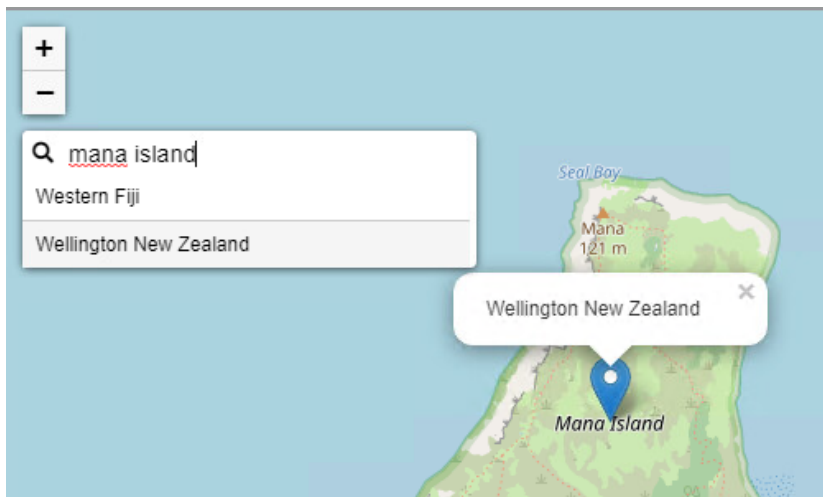 +
−
mana island
Western Fiji
Wellington New Zealand
Seal Bay
Mana
121 m
Wellington New Zealand ×
Mana Island